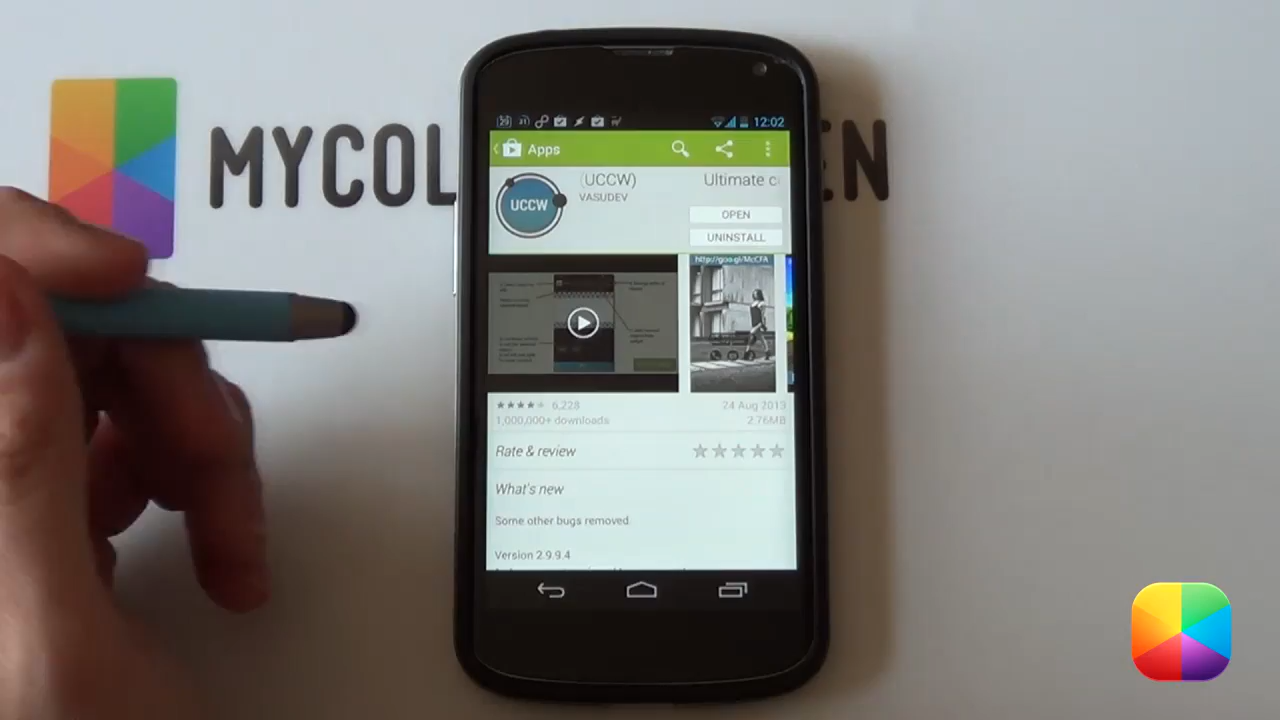 MYCOL
EN
12:02
Apps
UCCW
(UCCW)
Ultimate c
VASUDEV
OPEN
UNINSTALL
http://goo.gl/McCFA
6,228
24 Aug 2013
1,000,000+ downloads
2.76MB
Rate & review
What's new
Some other bugs removed.
Version 2.9.9.4